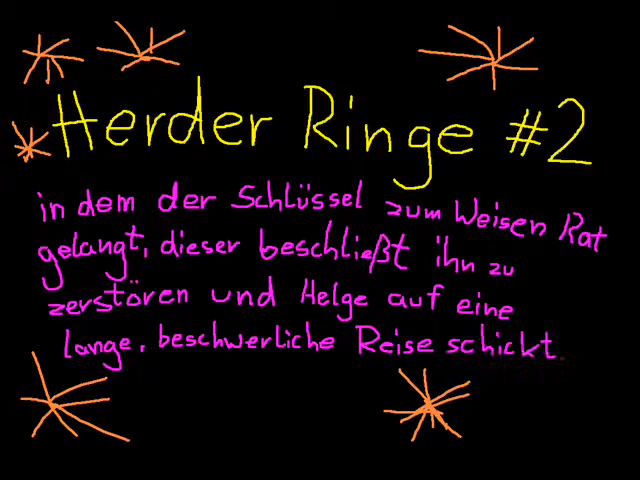 Herder Ringe #2
in dem der Schlüssel zum Weisen Rat
gelangt, dieser beschließt ihn zu
zerstören und Helge auf eine
lange, beschwerliche Reise schickt.